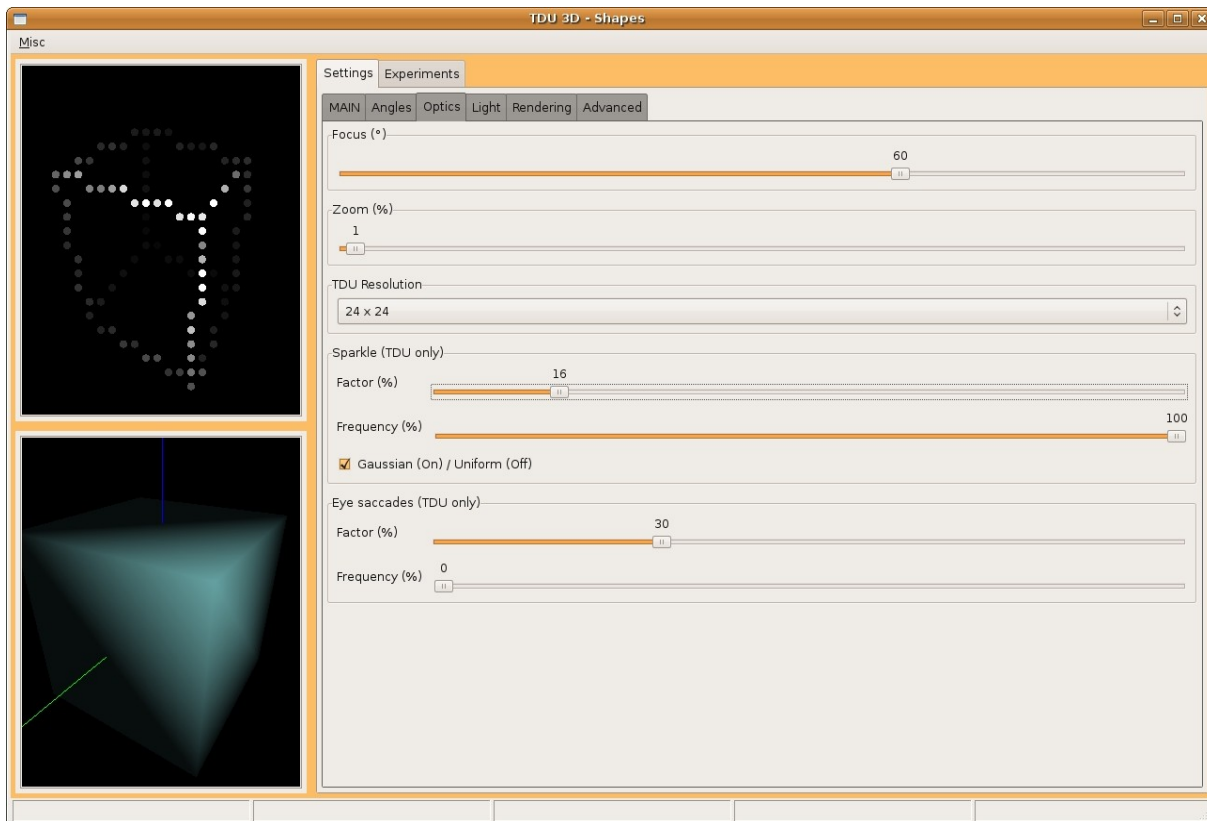 TDU 3D - Shapes
Misc
Settings Experiments
MAIN Angles Optics Light Rendering Advanced
Focus (°)
60
Zoom (%)
1
TDU Resolution
24 x 24
Sparkle (TDU only)
16
Factor (%)
100
Frequency (%)
Gaussian (On) / Uniform (Off)
Eye saccades (TDU only)
30
Factor (%)
0
Frequency (%)